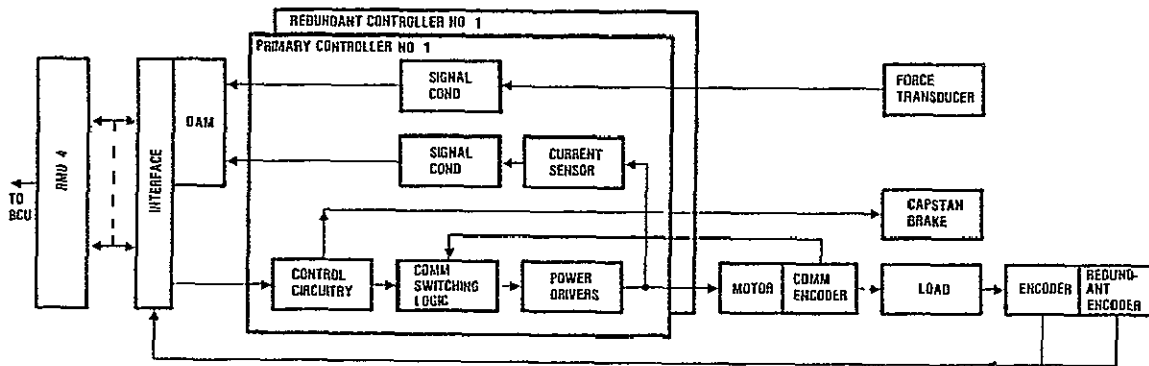 REDUNDANT CONTROLLER NO 1
PRIMARY CONTROLLER NO 1
SIGNAL
COND
FORCE
TRANSDUCER
DAM
RMU 4
INTERFACE
SIGNAL
COND
CURRENT
SENSOR
TO
BCU
CAPSTAN
BRAKE
CONTROL
CIRCUITRY
COMM
SWITCHING
LOGIC
POWER
DRIVERS
MOTOR
COMM
ENCODER
LOAD
ENCODER
REDUND-
ANT
ENCODER